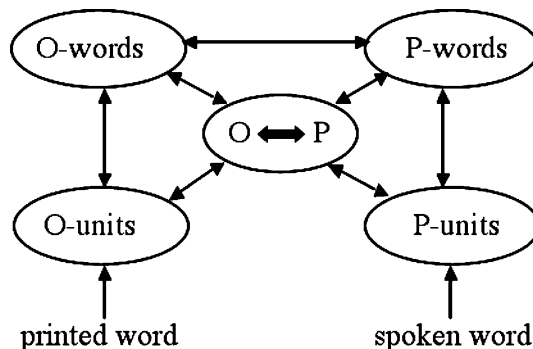 O-words P-words
O P
O-units P-units
printed word spoken word